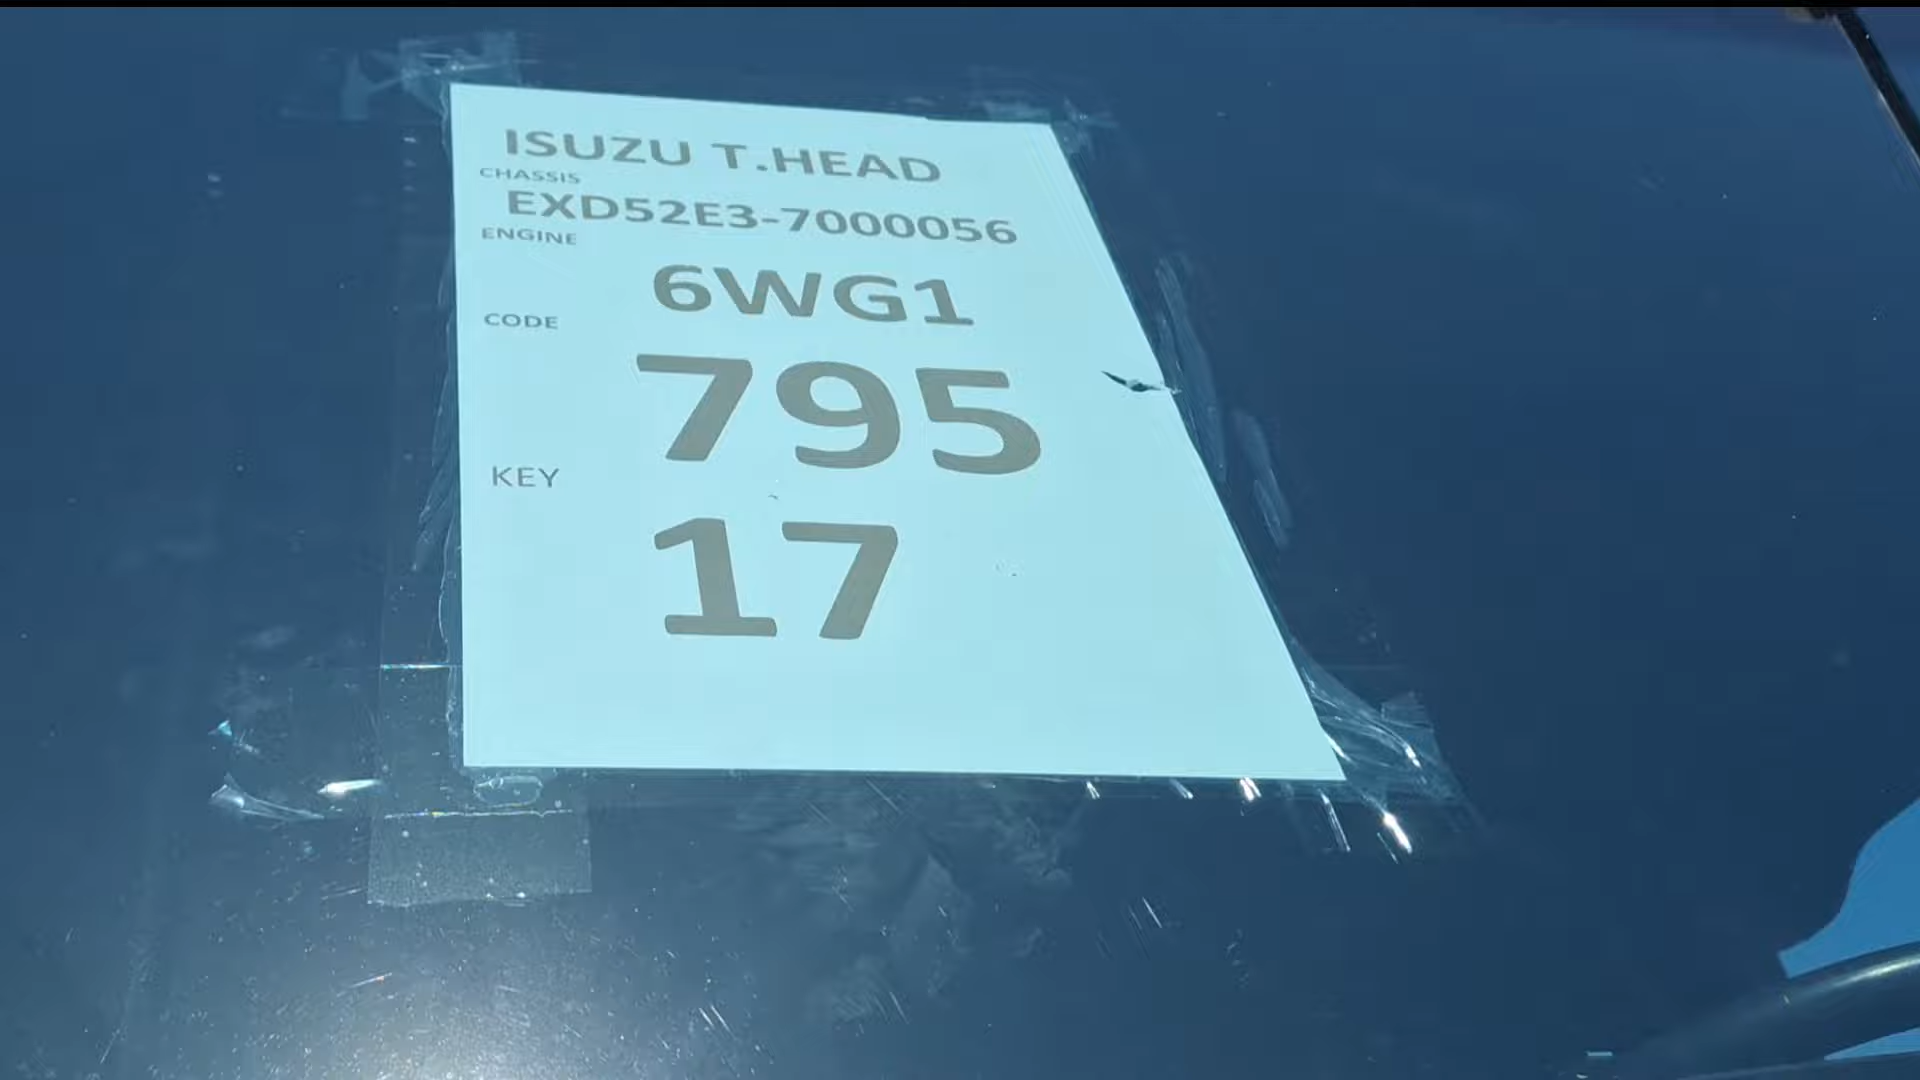 ISUZU T.HEAD
CHASSIS
EXD52E3-7000056
ENGINE
6WG1
CODE
795
KEY
17